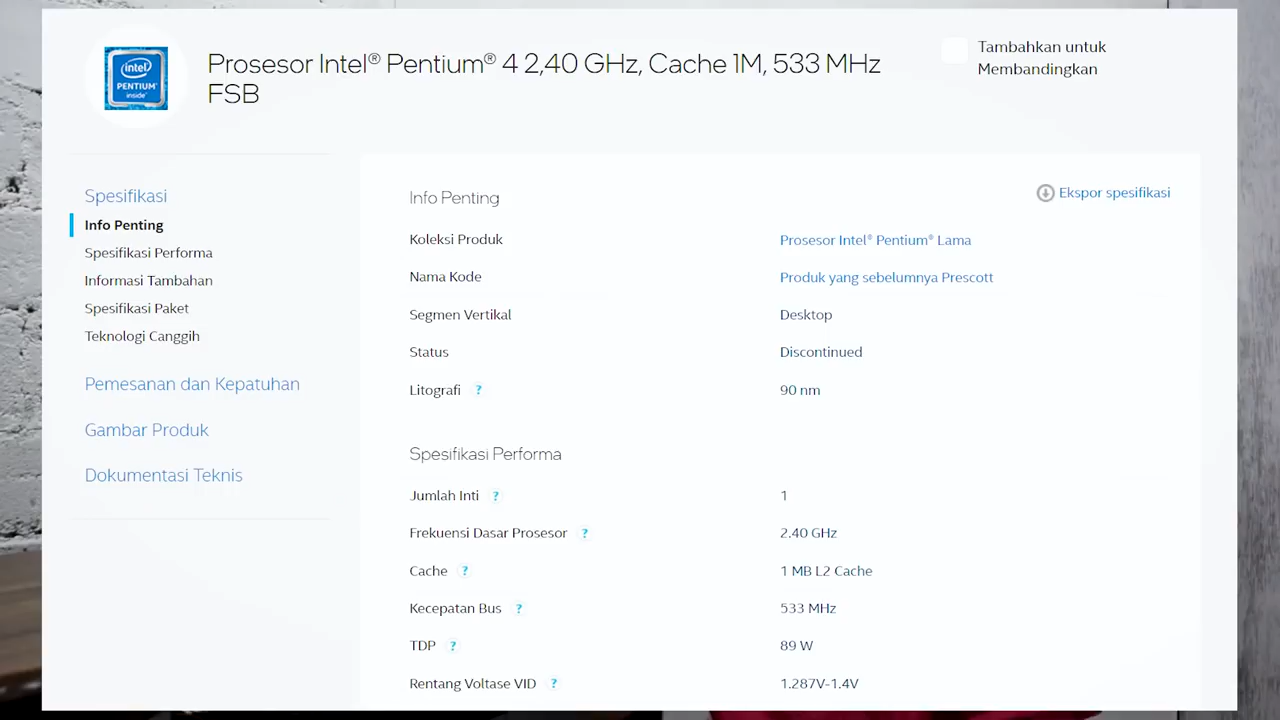 intel
PENTIUM®
inside™
Prosesor Intel® Pentium® 4 2,40 GHz, Cache 1M, 533 MHz
FSB
Tambahkan untuk
Membandingkan
Spesifikasi
Info Penting
Spesifikasi Performa
Informasi Tambahan
Spesifikasi Paket
Teknologi Canggih
Pemesanan dan Kepatuhan
Gambar Produk
Dokumentasi Teknis
Info Penting
Ekspor spesifikasi
Koleksi Produk Prosesor Intel® Pentium® Lama
Nama Kode Produk yang sebelumnya Prescott
Segmen Vertikal Desktop
Status Discontinued
Litografi ? 90 nm
Spesifikasi Performa
Jumlah Inti ? 1
Frekuensi Dasar Prosesor ? 2.40 GHz
Cache ? 1 MB L2 Cache
Kecepatan Bus ? 533 MHz
TDP ? 89 W
Rentang Voltase VID ? 1.287V-1.4V